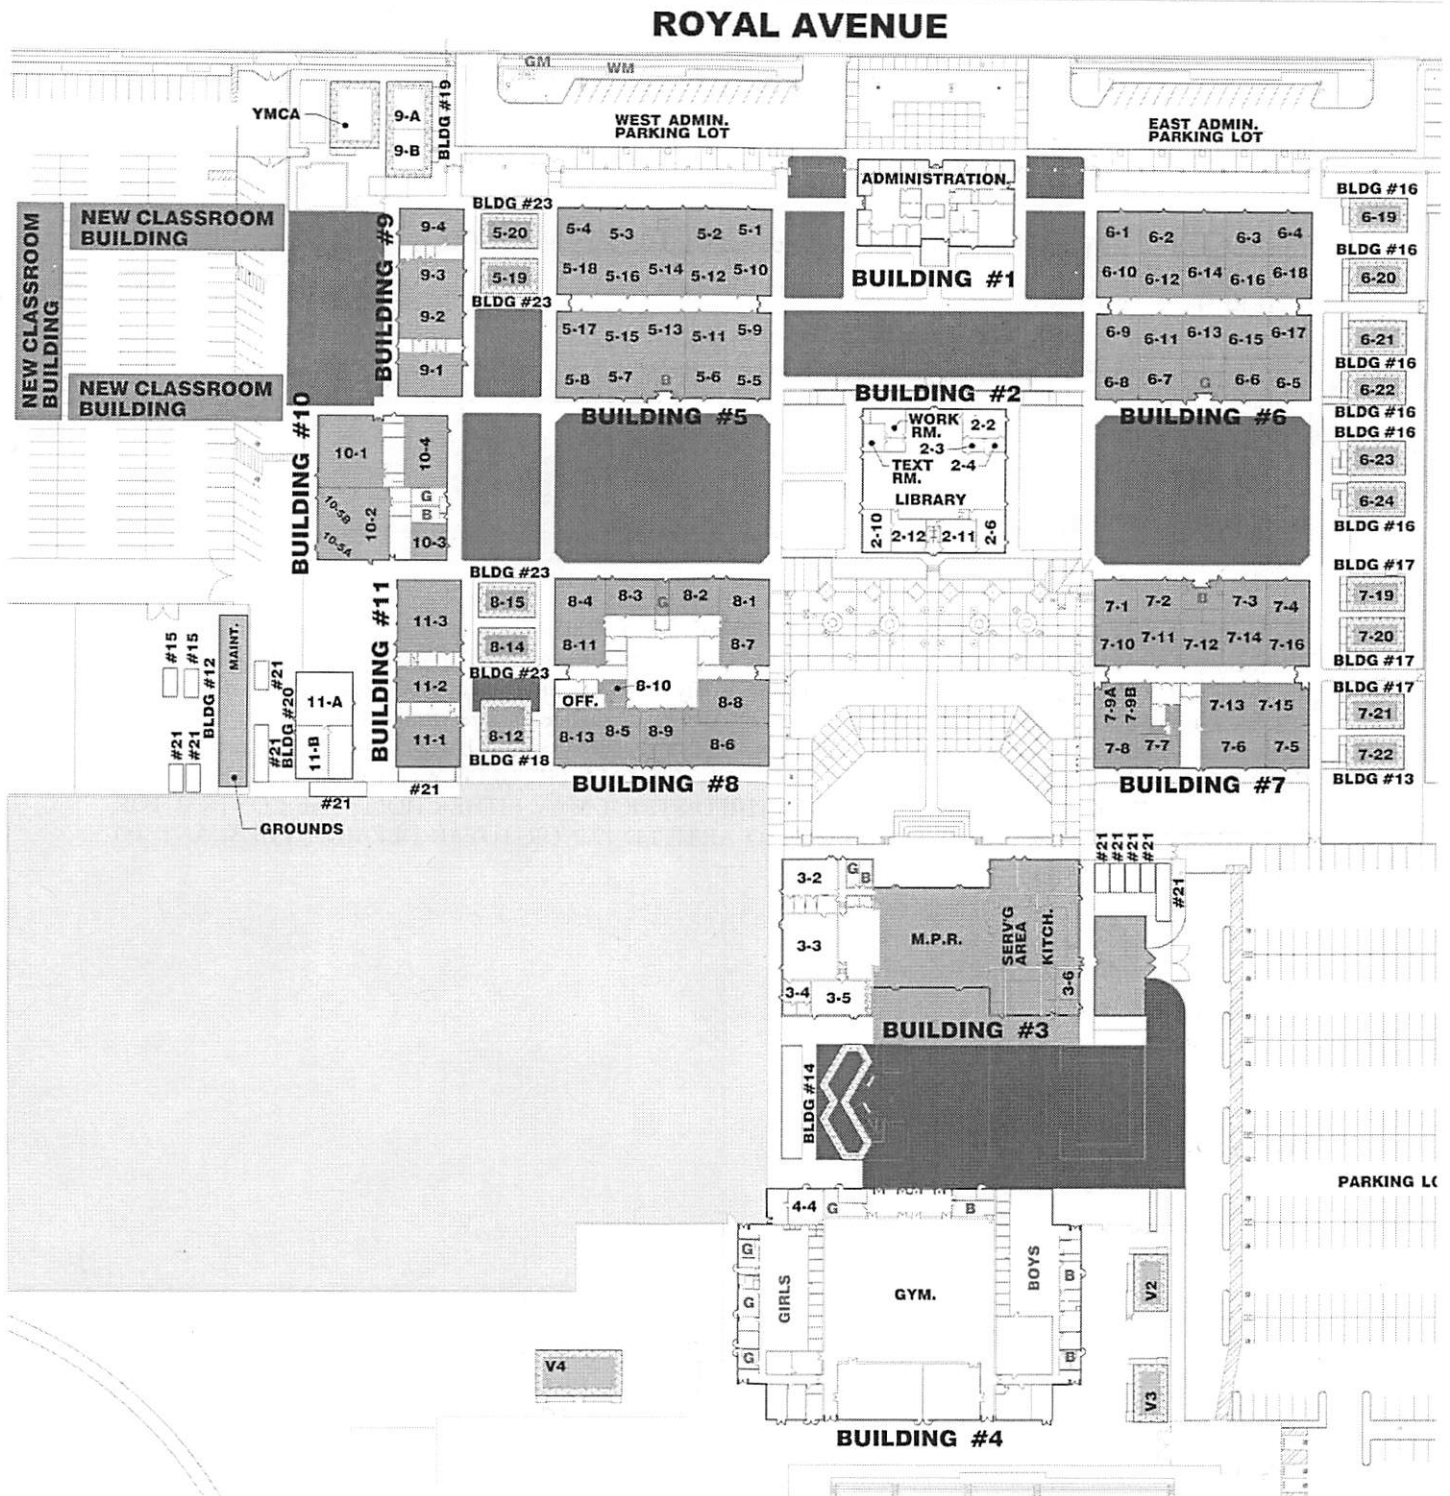 ROYAL AVENUE
GM
WM
YMCA
9-A
9-B
BLDG #19
WEST ADMIN.
PARKING LOT
EAST ADMIN.
PARKING LOT
ADMINISTRATION
BUILDING #1
NEW CLASSROOM
BUILDING
NEW CLASSROOM
BUILDING
NEW CLASSROOM
BUILDING
BUILDING #9
9-4
9-3
9-2
9-1
BLDG #23
5-20
5-19
BLDG #23
5-4
5-3
5-2
5-1
5-18
5-16
5-14
5-12
5-10
5-17
5-15
5-13
5-11
5-9
5-8
5-7
B
5-6
5-5
BUILDING #5
6-1
6-2
6-3
6-4
6-10
6-12
6-14
6-16
6-18
6-9
6-11
6-13
6-15
6-17
6-8
6-7
G
6-6
6-5
BUILDING #6
BLDG #16
6-19
BLDG #16
6-20
6-21
BLDG #16
6-22
BLDG #16
BLDG #16
6-23
6-24
BLDG #16
BUILDING #2
WORK
RM.
2-2
2-3
TEXT
RM.
2-4
LIBRARY
2-10
2-12
2-11
2-6
BUILDING #10
10-1
10-4
10-5B
10-5A
10-2
G
B
10-3
BUILDING #11
11-3
11-2
11-1
BLDG #23
8-15
8-14
BLDG #23
8-12
BLDG #18
8-4
8-3
G
8-2
8-1
8-11
8-7
8-10
OFF.
8-8
8-13
8-5
8-9
8-6
BUILDING #8
7-1
7-2
B
7-3
7-4
7-10
7-11
7-12
7-14
7-16
7-9A
7-9B
7-13
7-15
7-8
7-7
7-6
7-5
BUILDING #7
BLDG #17
7-19
7-20
BLDG #17
BLDG #17
7-21
7-22
BLDG #13
#15
#15
BLDG #12
MAINT.
#21
BLDG #20
#21
11-A
11-B
#21
#21
#21
#21
GROUNDS
3-2
G
B
3-3
3-4
3-5
M.P.R.
SERV'G
AREA
KITCH.
3-6
BUILDING #3
#21
#21
#21
#21
#21
BLDG #14
PARKING L
4-4
G
B
G
G
G
GIRLS
GYM.
BOYS
B
B
BUILDING #4
V2
V3
V4